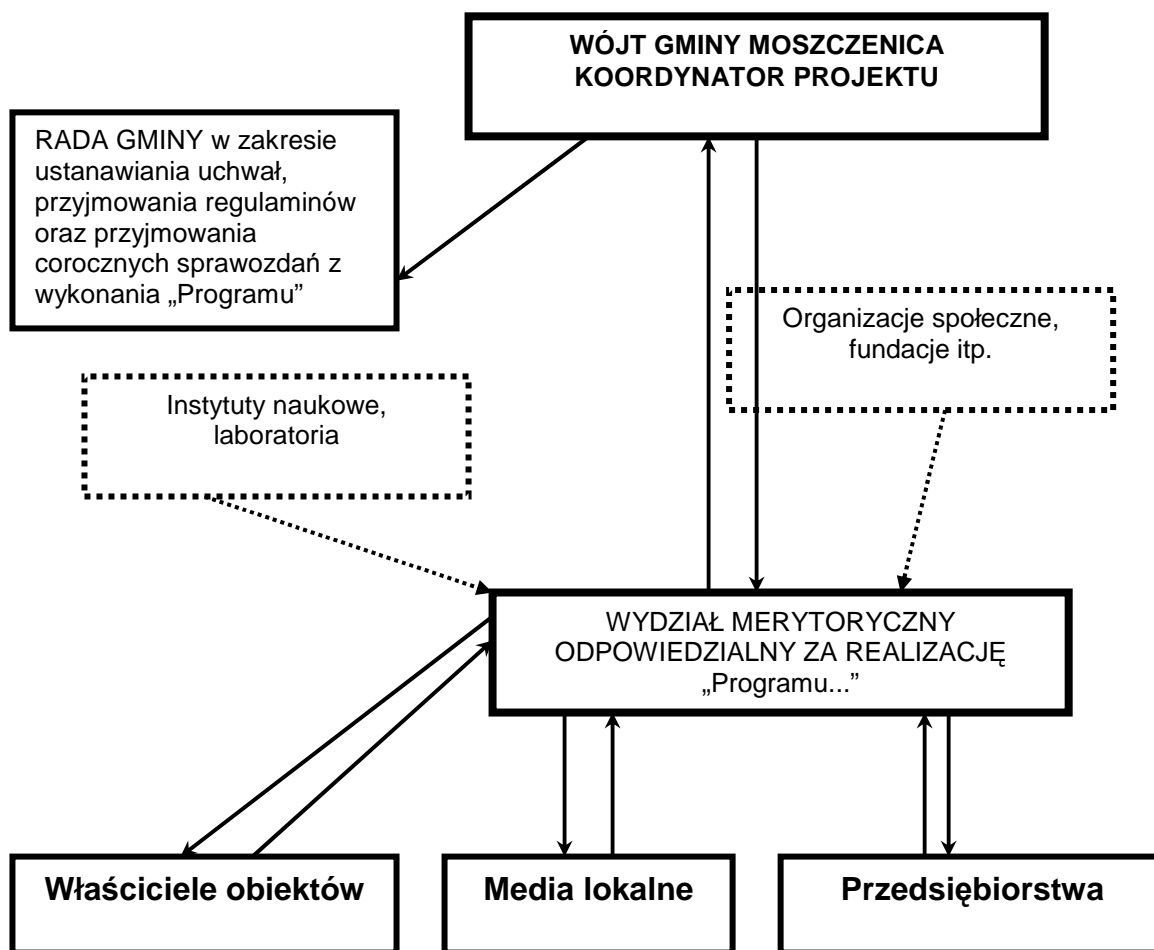 WÓJT GMINY MOSZCZENICA
KOORDYNATOR PROJEKTU
RADA GMINY w zakresie
ustanawiania uchwał,
przyjmowania regulaminów
oraz przyjmowania
corocznych sprawozdań z
wykonania „Programu”
Organizacje społeczne,
fundacje itp.
Instytuty naukowe,
laboratoria
WYDZIAŁ MERYTORYCZNY
ODPOWIEDZIALNY ZA REALIZACJĘ
„Programu...”
Właściciele obiektów
Media lokalne
Przedsiębiorstwa